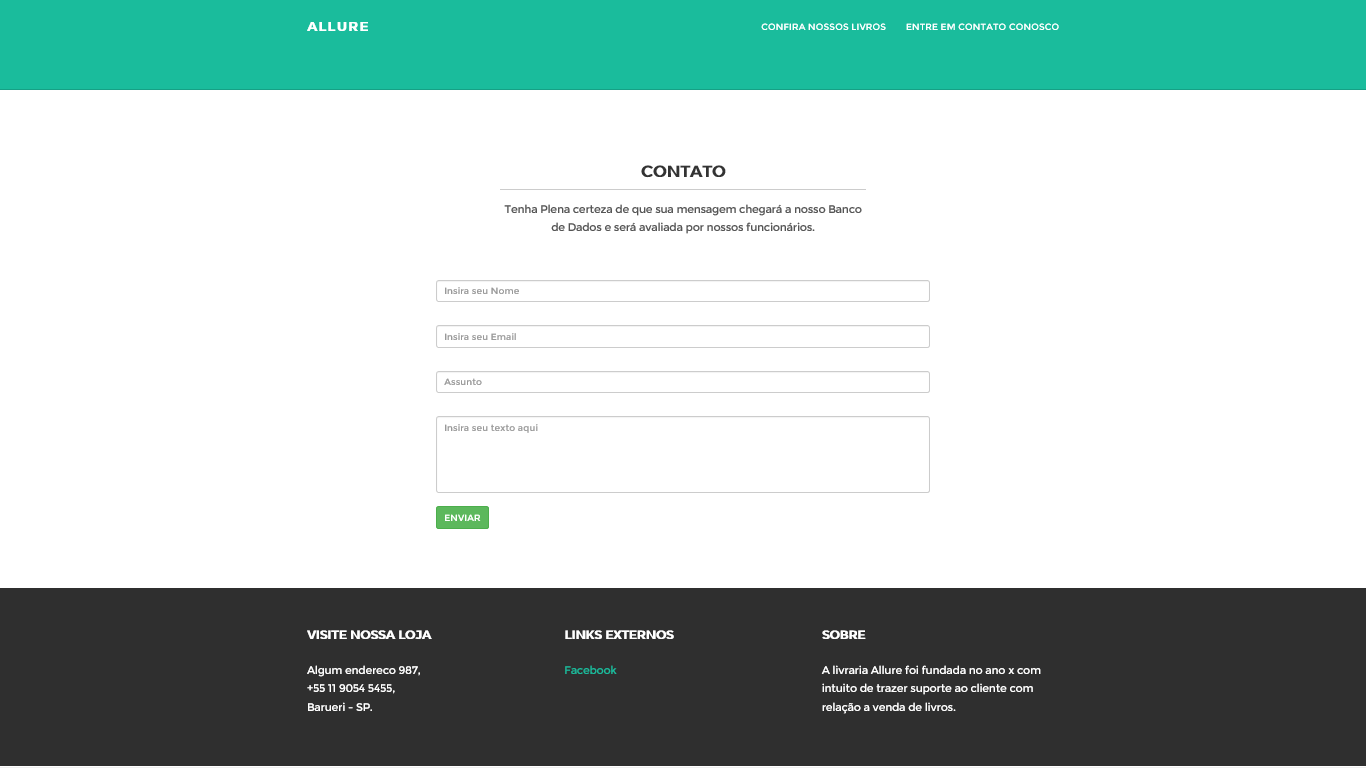 ALLURE
CONFIRA NOSSOS LIVROS
ENTRE EM CONTATO CONOSCO
CONTATO
Tenha Plena certeza de que sua mensagem chegará a nosso Banco
de Dados e será avaliada por nossos funcionários.
Insira seu Nome
Insira seu Email
Assunto
Insira seu texto aqui
ENVIAR
VISITE NOSSA LOJA
Algum endereco 987,
+55 11 9054 5455,
Barueri - SP.
LINKS EXTERNOS
Facebook
SOBRE
A livraria Allure foi fundada no ano x com
intuito de trazer suporte ao cliente com
relação a venda de livros.